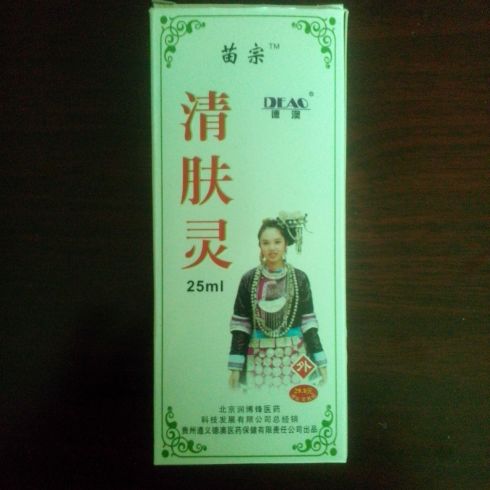 苗宗™
DEAO®
德澳
清肤灵
25ml
外
北京润博锋医药
科技发展有限公司总经销
贵州遵义德澳医药保健有限责任公司出品